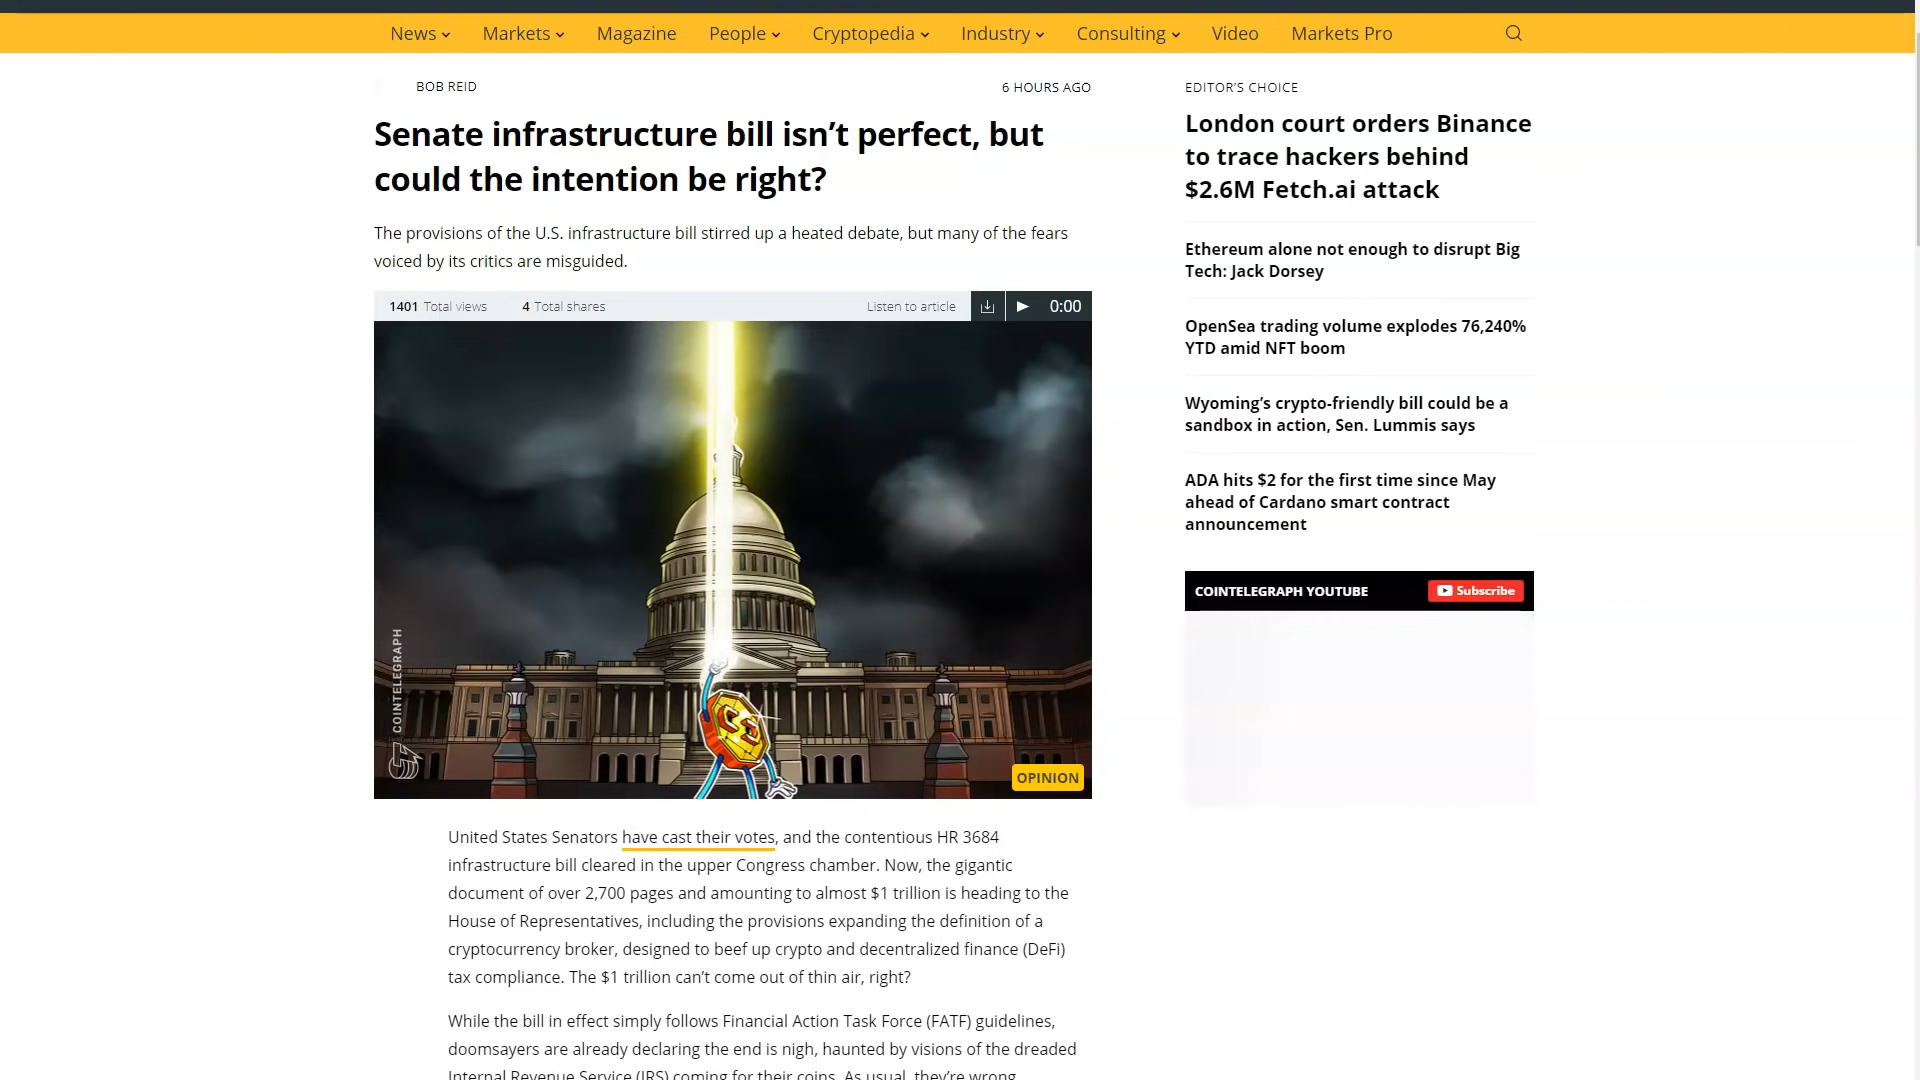 News
Markets
Magazine
People
Cryptopedia
Industry
Consulting
Video
Markets Pro
BOB REID
6 HOURS AGO
Senate infrastructure bill isn’t perfect, but
could the intention be right?
The provisions of the U.S. infrastructure bill stirred up a heated debate, but many of the fears
voiced by its critics are misguided.
1401 Total views
4 Total shares
Listen to article
0:00
COINTELEGRAPH
OPINION
United States Senators have cast their votes, and the contentious HR 3684
infrastructure bill cleared in the upper Congress chamber. Now, the gigantic
document of over 2,700 pages and amounting to almost $1 trillion is heading to the
House of Representatives, including the provisions expanding the definition of a
cryptocurrency broker, designed to beef up crypto and decentralized finance (DeFi)
tax compliance. The $1 trillion can’t come out of thin air, right?
While the bill in effect simply follows Financial Action Task Force (FATF) guidelines,
doomsayers are already declaring the end is nigh, haunted by visions of the dreaded
Internal Revenue Service (IRS) coming for their coins. As usual, they’re wrong.
EDITOR’S CHOICE
London court orders Binance
to trace hackers behind
$2.6M Fetch.ai attack
Ethereum alone not enough to disrupt Big
Tech: Jack Dorsey
OpenSea trading volume explodes 76,240%
YTD amid NFT boom
Wyoming’s crypto-friendly bill could be a
sandbox in action, Sen. Lummis says
ADA hits $2 for the first time since May
ahead of Cardano smart contract
announcement
COINTELEGRAPH YOUTUBE
Subscribe